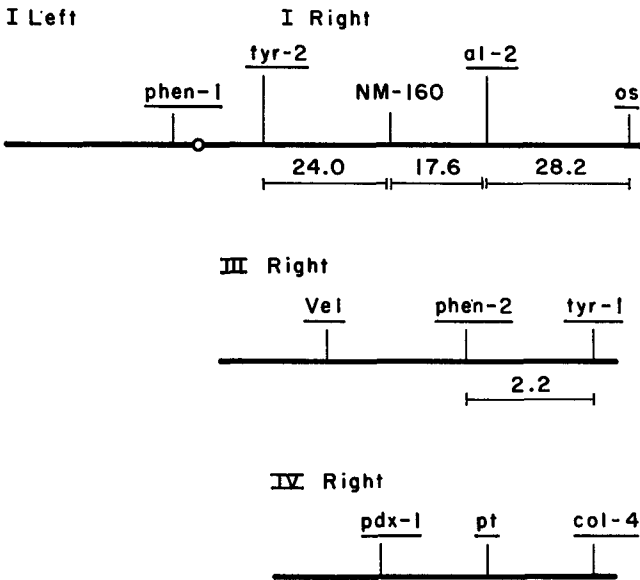 I Left I Right
tyr-2 al-2
phen-1 NM-160 os
24.0 17.6 28.2
III Right
Vel phen-2 tyr-1
2.2
IV Right
pdx-1 pt col-4